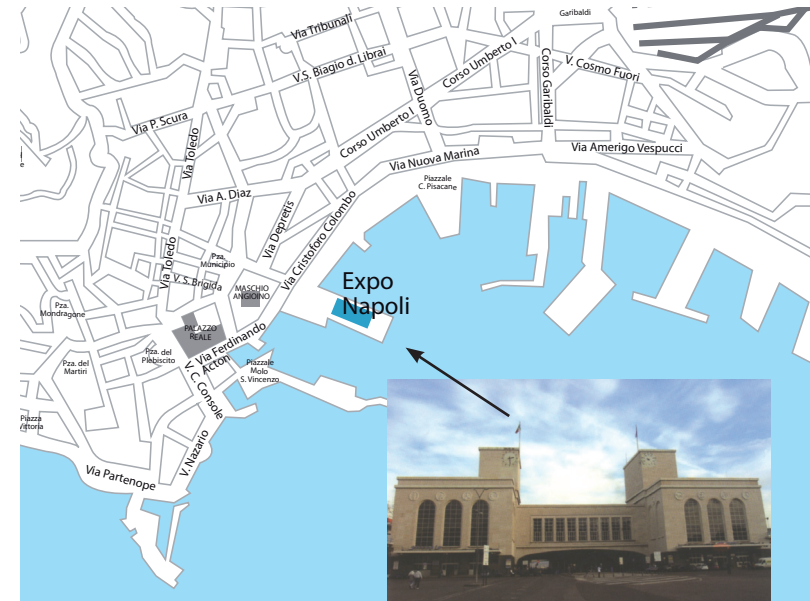 Garibaldi
Via Tribunali
Corso Umberto I
V.S. Biagio d. Librai
V. Cosmo Fuori
Via Duomo
Corso Garibaldi
Via P. Scura
Via Toledo
Corso Umberto I
Via Amerigo Vespucci
Via Nuova Marina
Piazzale
C. Pisacane
Via A. Diaz
Via Depretis
Via Cristoforo Colombo
Via Toledo
Pza.
Municipio
V. S. Brigida
MASCHIO
ANGIOINO
Expo
Napoli
Pza.
Mondragone
PALAZZO
REALE
Via Ferdinando
Acton
Pza. del
Plebiscito
Pza. del
Martiri
Piazzale
Molo
S. Vincenzo
V. C. Console
Piazza
Vittoria
V. Nazario
Via Partenope